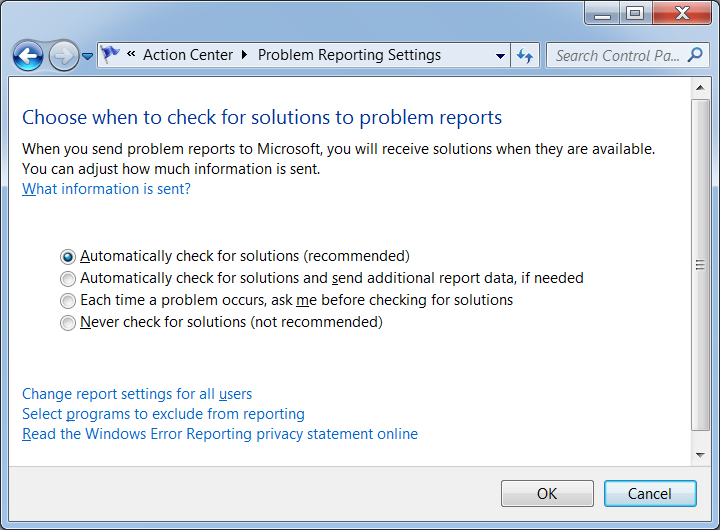 « Action Center ▸ Problem Reporting Settings
Search Control Pa...
Choose when to check for solutions to problem reports
When you send problem reports to Microsoft, you will receive solutions when they are available.
You can adjust how much information is sent.
What information is sent?
Automatically check for solutions (recommended)
Automatically check for solutions and send additional report data, if needed
Each time a problem occurs, ask me before checking for solutions
Never check for solutions (not recommended)
Change report settings for all users
Select programs to exclude from reporting
Read the Windows Error Reporting privacy statement online
OK
Cancel